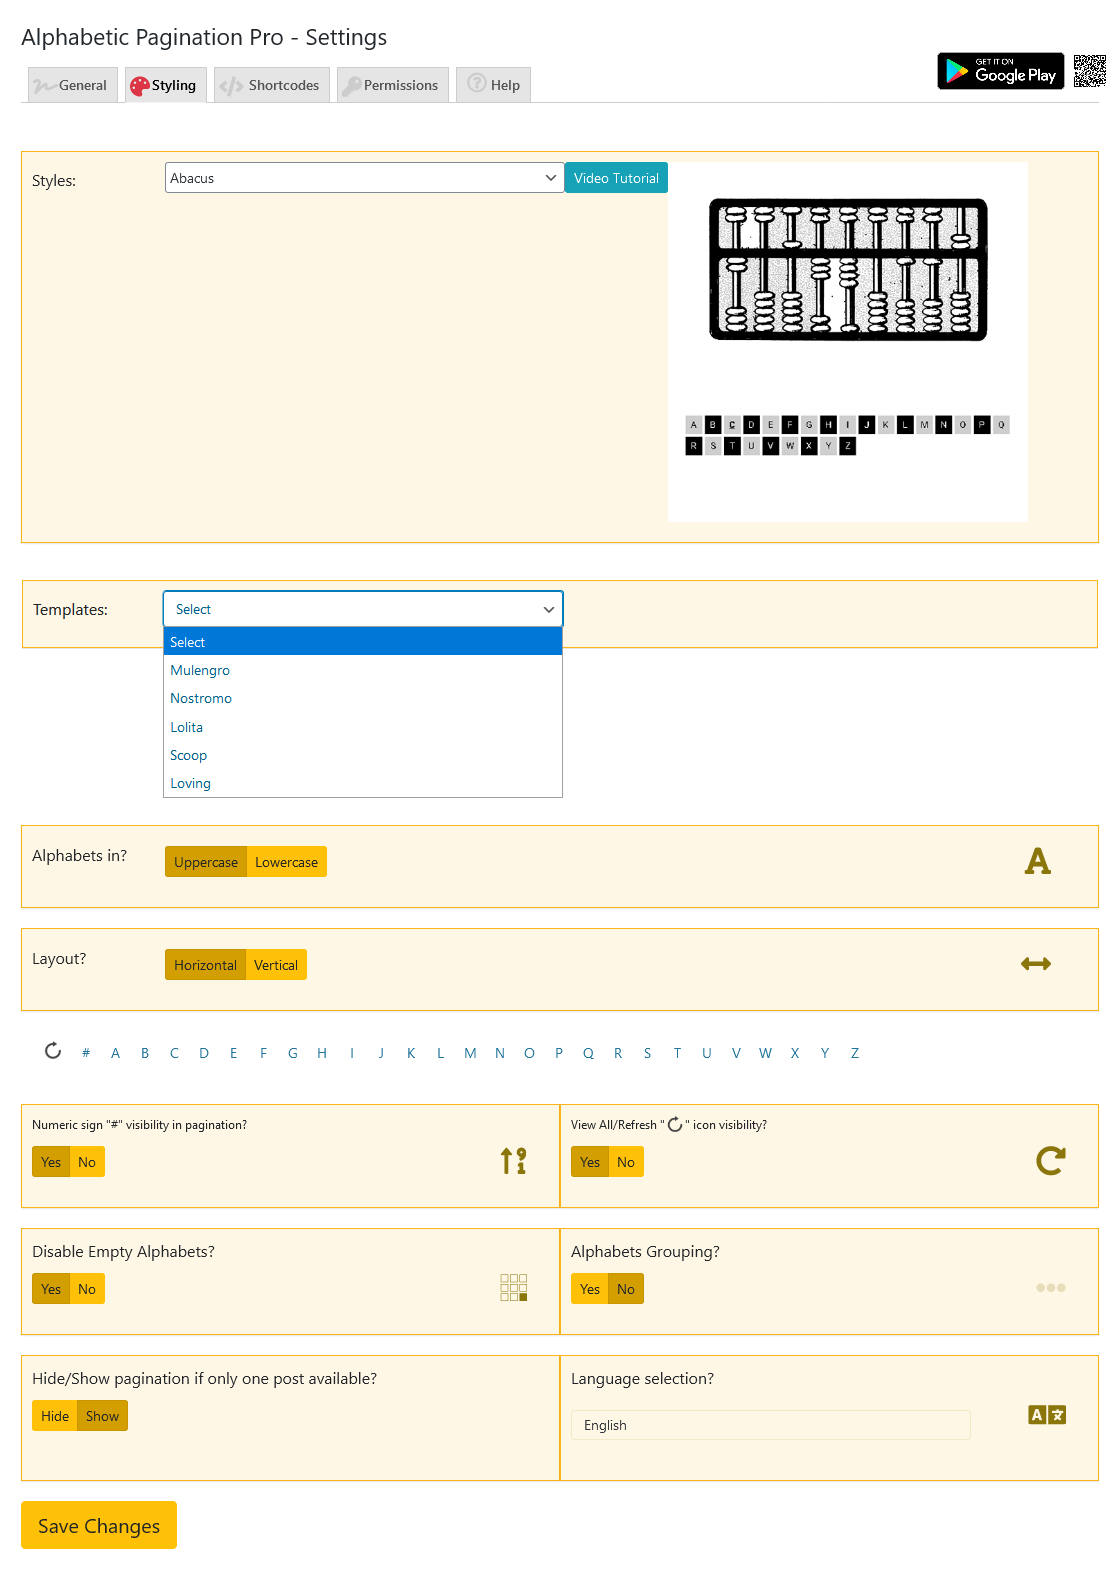 Alphabetic Pagination Pro - Settings
General Styling Shortcodes Permissions Help
GET IT ON
Google Play
Styles: Abacus Video Tutorial
A B C D E F G H I J K L M N O P Q
R S T U V W X Y Z
Templates: Select
Select
Mulengro
Nostromo
Lolita
Scoop
Loving
Alphabets in? Uppercase Lowercase
Layout? Horizontal Vertical
# A B C D E F G H I J K L M N O P Q R S T U V W X Y Z
Numeric sign "#" visibility in pagination?
Yes No
View All/Refresh " " icon visibility?
Yes No
Disable Empty Alphabets?
Yes No
Alphabets Grouping?
Yes No
Hide/Show pagination if only one post available?
Hide Show
Language selection?
English
Save Changes